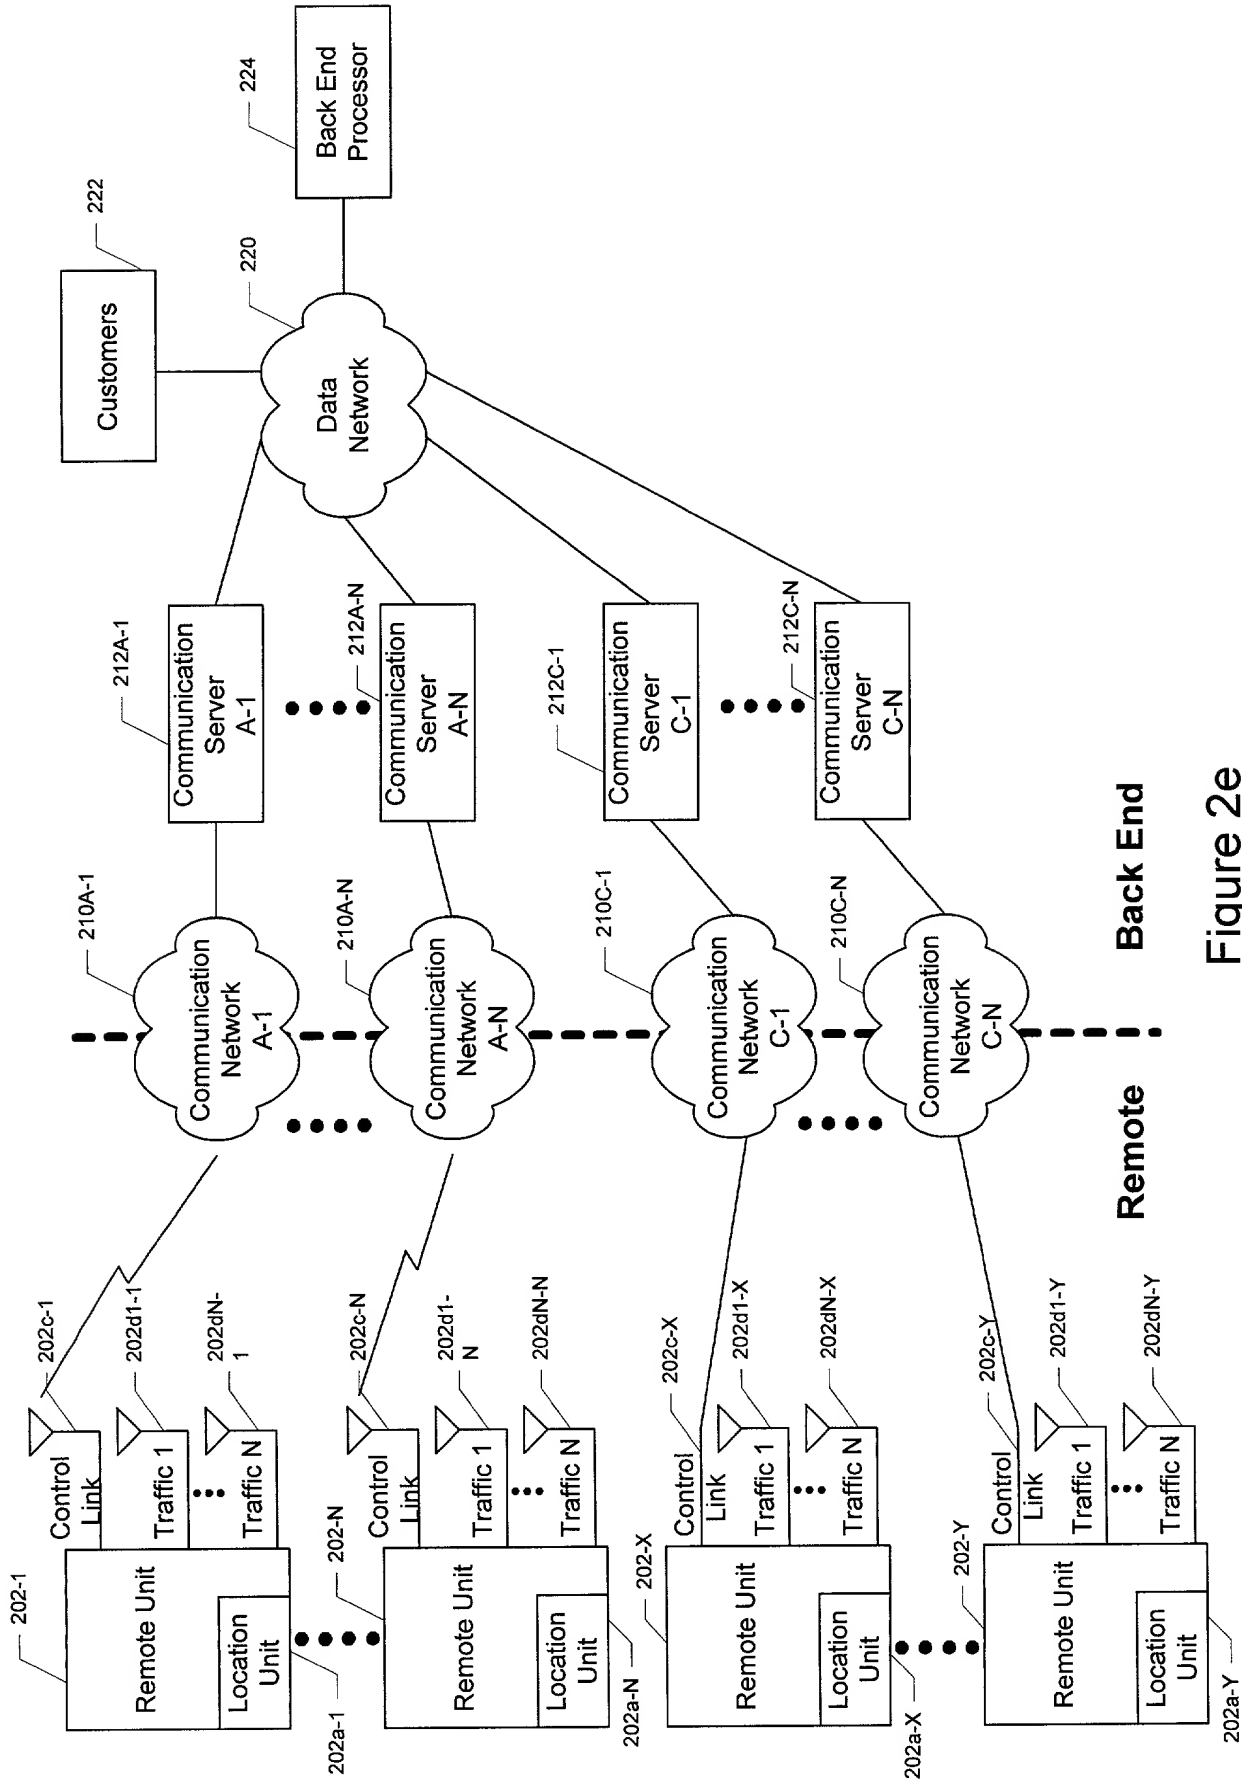 202-1
Remote Unit
Location
Unit
202a-1
Control
Link
202c-1
Traffic 1
202d1-1
Traffic N
202dN-
1
202-N
Remote Unit
Location
Unit
202a-N
Control
Link
202c-N
Traffic 1
202d1-
N
Traffic N
202dN-N
202-X
Remote Unit
Location
Unit
202a-X
Control
Link
202c-X
Traffic 1
202d1-X
Traffic N
202dN-X
202-Y
Remote Unit
Location
Unit
202a-Y
Control
Link
202c-Y
Traffic 1
202d1-Y
Traffic N
202dN-Y
210A-1
Communication
Network
A-1
210A-N
Communication
Network
A-N
210C-1
Communication
Network
C-1
210C-N
Communication
Network
C-N
212A-1
Communication
Server
A-1
212A-N
Communication
Server
A-N
212C-1
Communication
Server
C-1
212C-N
Communication
Server
C-N
220
Data
Network
Customers
222
Back End
Processor
224
Remote
Back End
Figure 2e